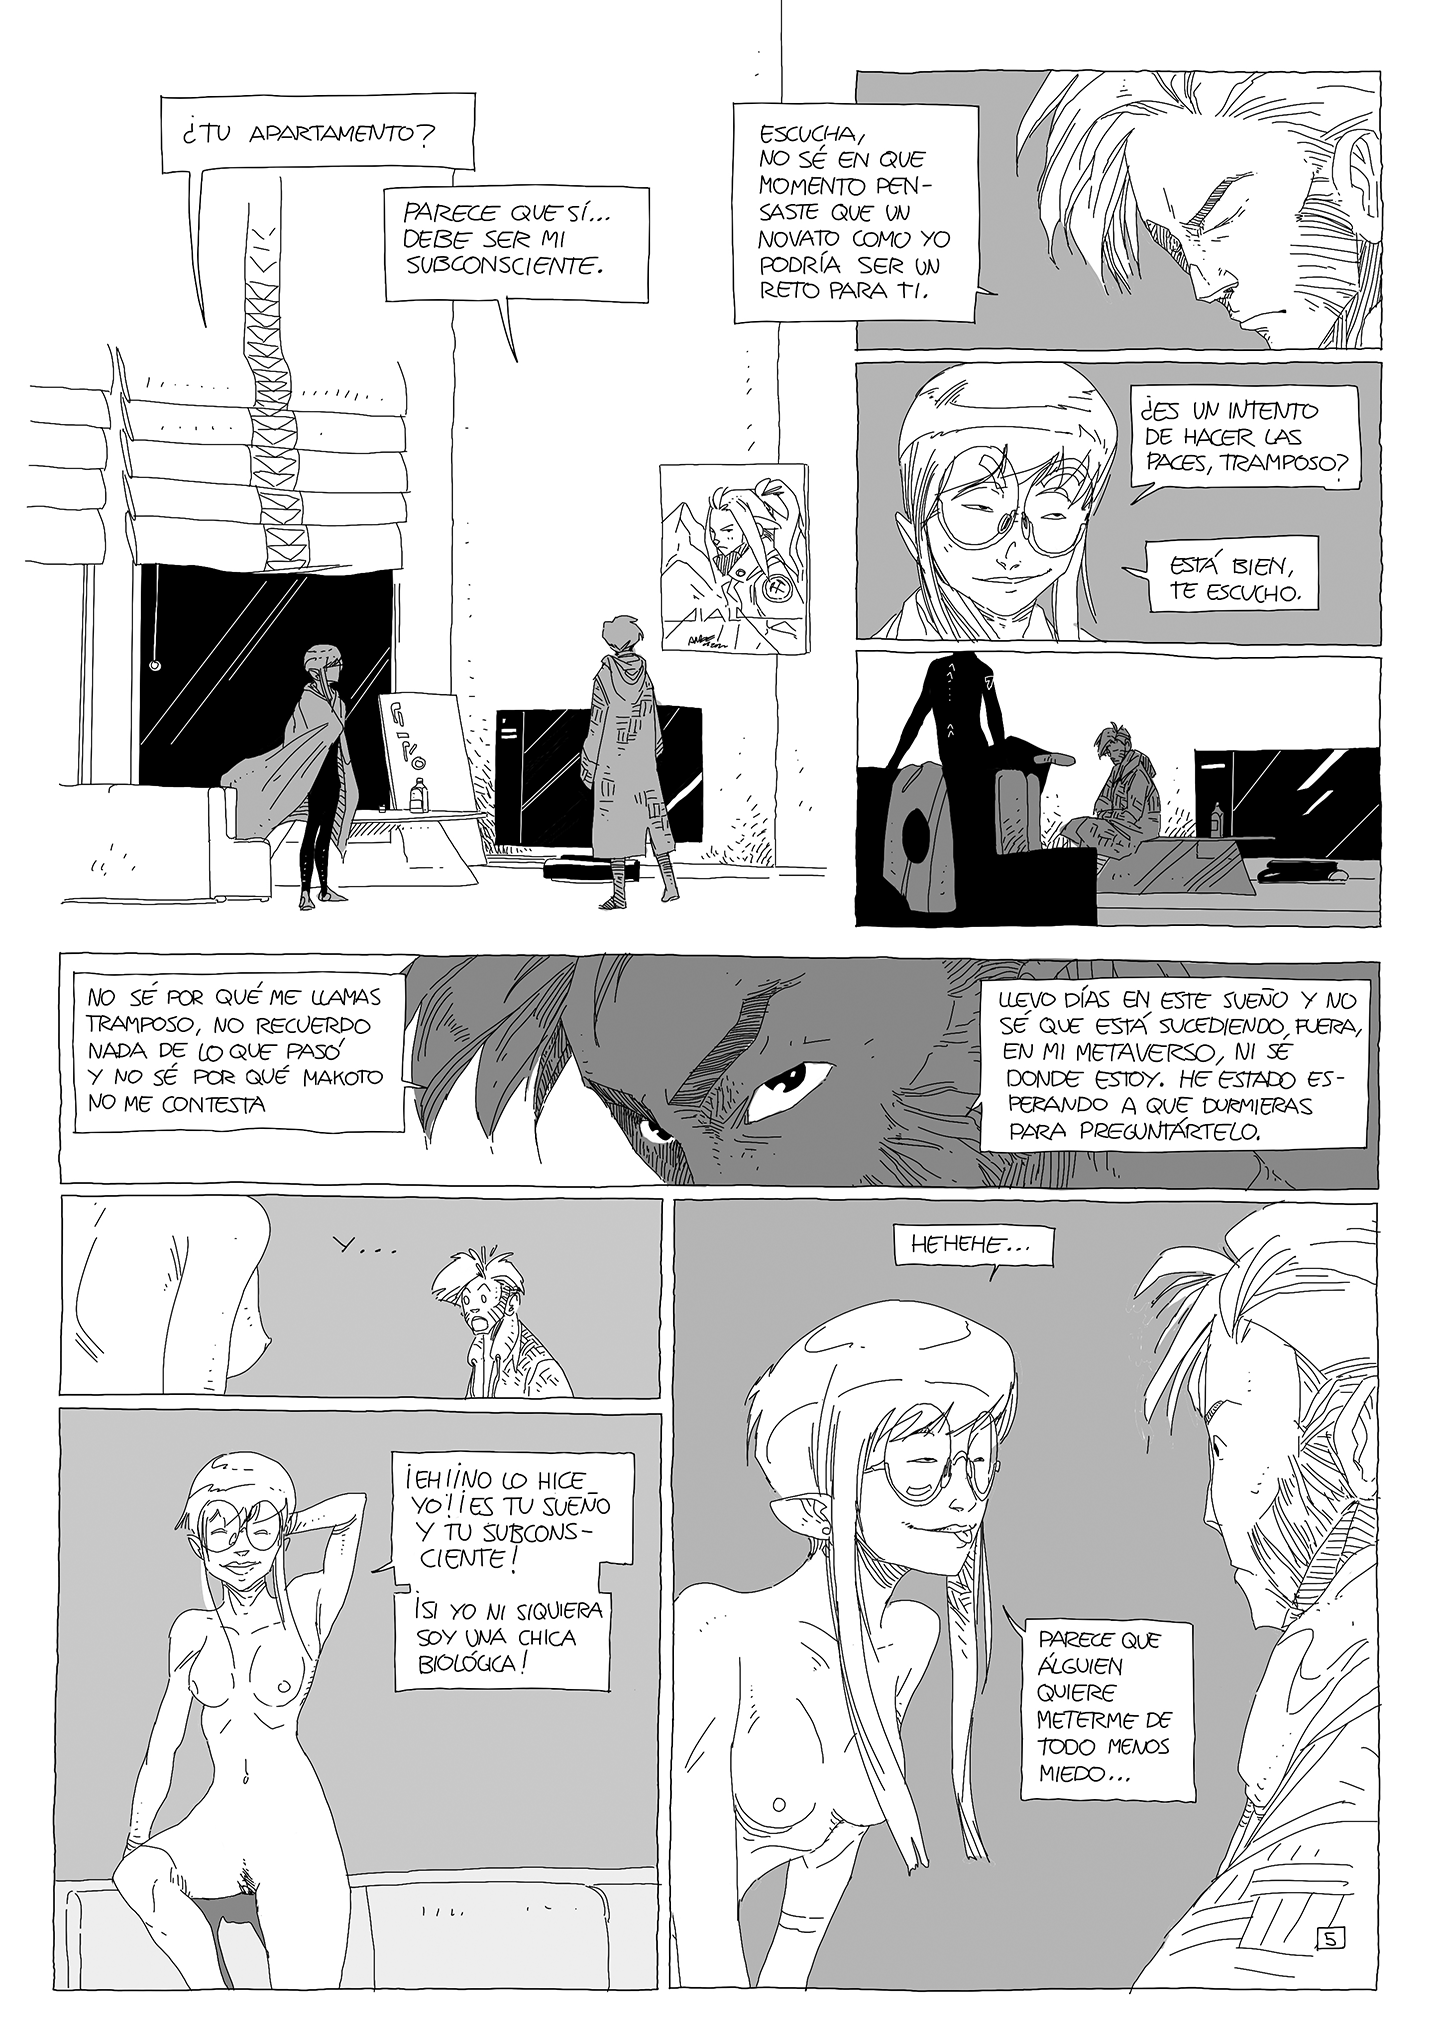 ¿TU APARTAMENTO?
PARECE QUE SÍ...
DEBE SER MI
SUBCONSCIENTE.
ESCUCHA,
NO SÉ EN QUE
MOMENTO PEN-
SASTE QUE UN
NOVATO COMO YO
PODRÍA SER UN
RETO PARA TI.
¿ES UN INTENTO
DE HACER LAS
PACES, TRAMPOSO?
ESTÁ BIEN,
TE ESCUCHO.
NO SÉ POR QUÉ ME LLAMAS
TRAMPOSO, NO RECUERDO
NADA DE LO QUE PASÓ
Y NO SÉ POR QUÉ MAKOTO
NO ME CONTESTA
LLEVO DÍAS EN ESTE SUEÑO Y NO
SÉ QUE ESTÁ SUCEDIENDO FUERA,
EN MI METAVERSO, NI SÉ
DONDE ESTOY. HE ESTADO ES-
PERANDO A QUE DURMIERAS
PARA PREGUNTÁRTELO.
Y...
¡EH!¡NO LO HICE
YO!¡ES TU SUEÑO
Y TU SUBCONS-
CIENTE!
¡SI YO NI SIQUIERA
SOY UNA CHICA
BIOLÓGICA!
HEHEHE...
PARECE QUE
ÁLGUIEN
QUIERE
METERME DE
TODO MENOS
MIEDO...
5